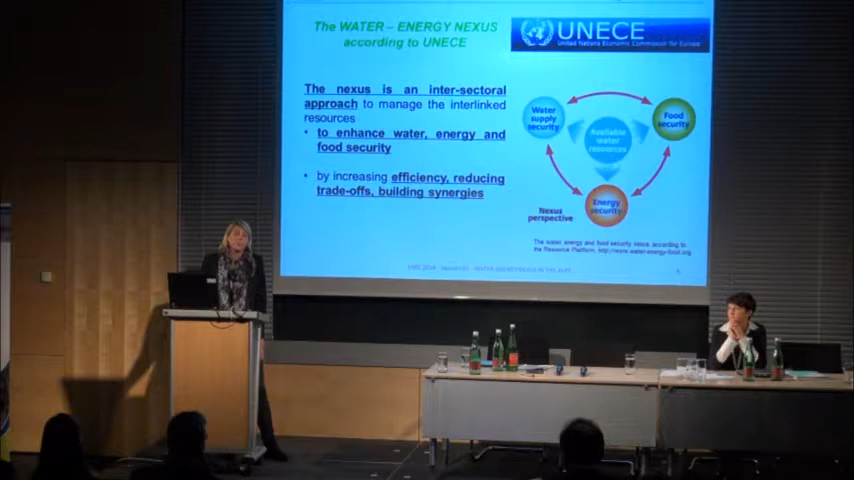 The WATER – ENERGY NEXUS
according to UNECE
UNECE
United Nations Economic Commission for Europe
The nexus is an inter-sectoral
approach to manage the interlinked
resources
• to enhance water, energy and
food security
• by increasing efficiency, reducing
trade-offs, building synergies
Water
supply
security
Food
security
Available
water
resources
Energy
security
Nexus
perspective
The water, energy and food security nexus according to
the Resource Platform, http://www.water-energy-food.org